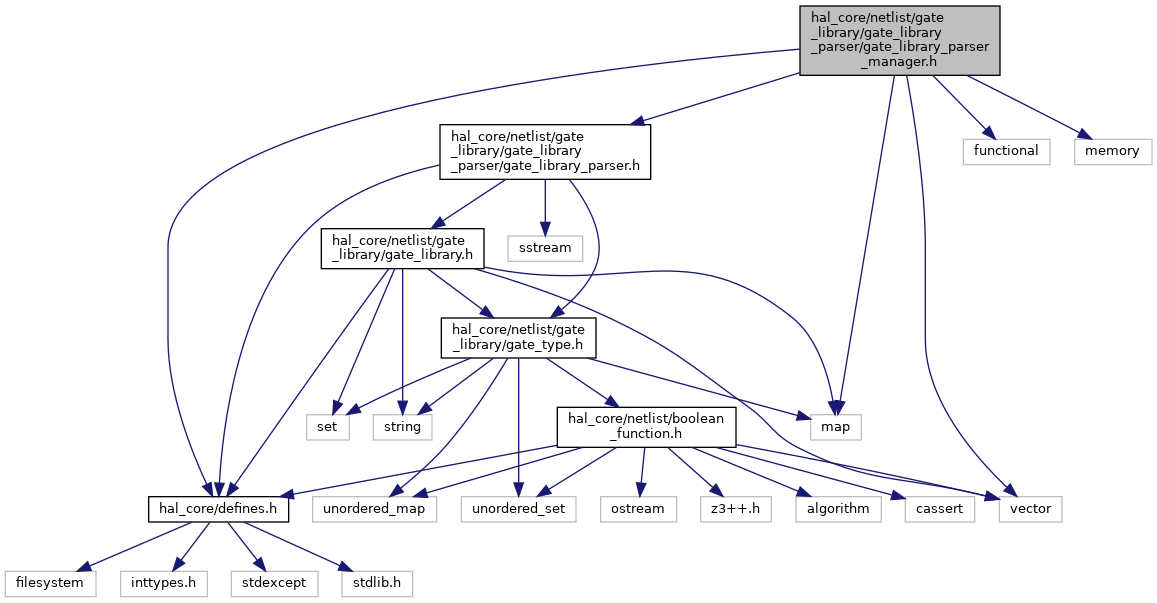 hal_core/netlist/gate
_library/gate_library
_parser/gate_library_parser
_manager.h
hal_core/netlist/gate
_library/gate_library
_parser/gate_library_parser.h
functional
memory
hal_core/netlist/gate
_library/gate_library.h
sstream
hal_core/netlist/gate
_library/gate_type.h
set
string
hal_core/netlist/boolean
_function.h
map
hal_core/defines.h
unordered_map
unordered_set
ostream
z3++.h
algorithm
cassert
vector
filesystem
inttypes.h
stdexcept
stdlib.h